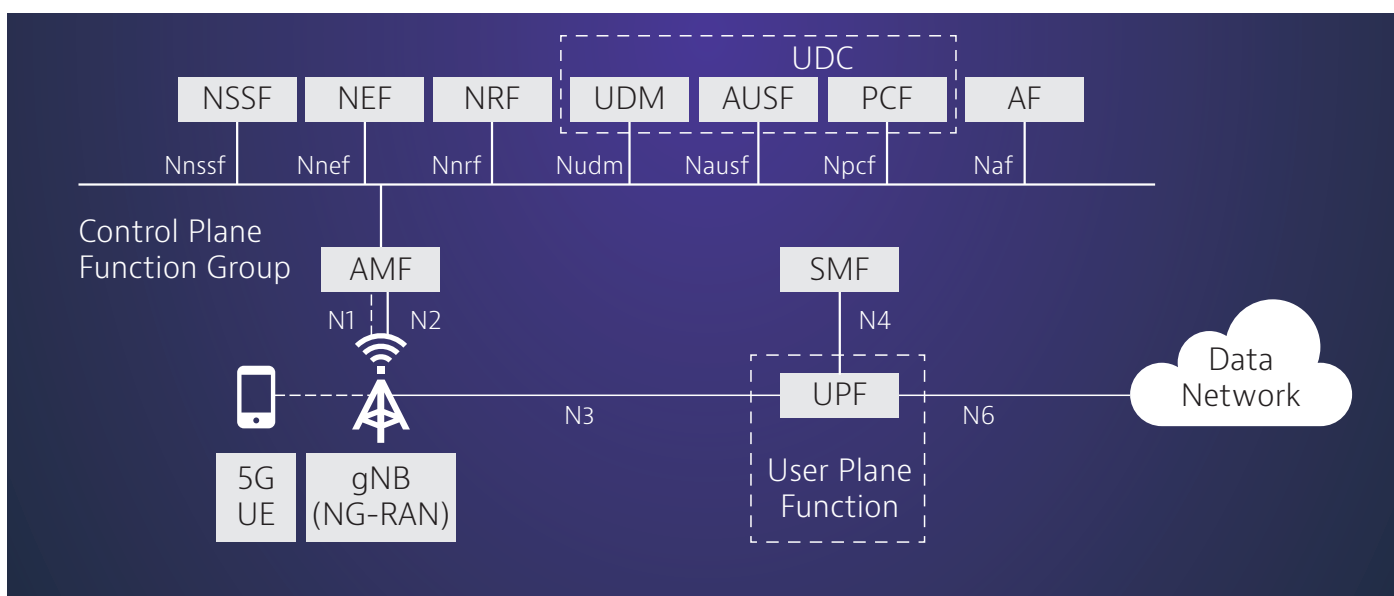 UDC
NSSF
NEF
NRF
UDM
AUSF
PCF
AF
Nnssf
Nnef
Nnrf
Nudm
Nausf
Npcf
Naf
Control Plane
Function Group
AMF
SMF
N1
N2
N4
Data
Network
UPF
N3
N6
5G
UE
gNB
(NG-RAN)
User Plane
Function